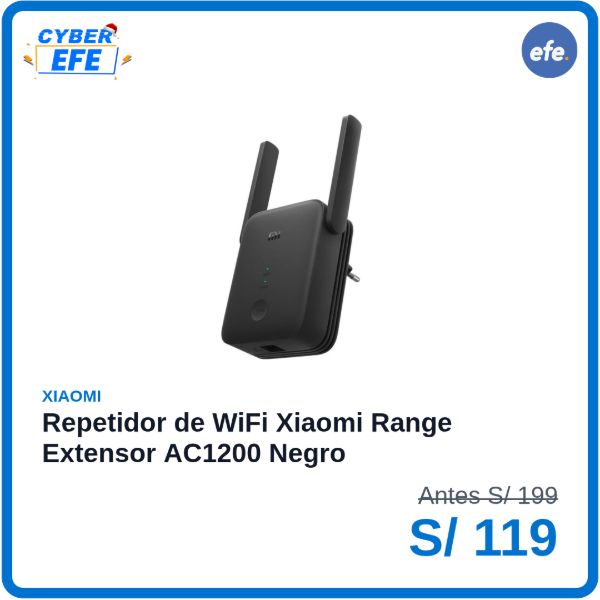 CYBER
EFE
efe.
XIAOMI
Repetidor de WiFi Xiaomi Range
Extensor AC1200 Negro
Antes S/ 199
S/ 119